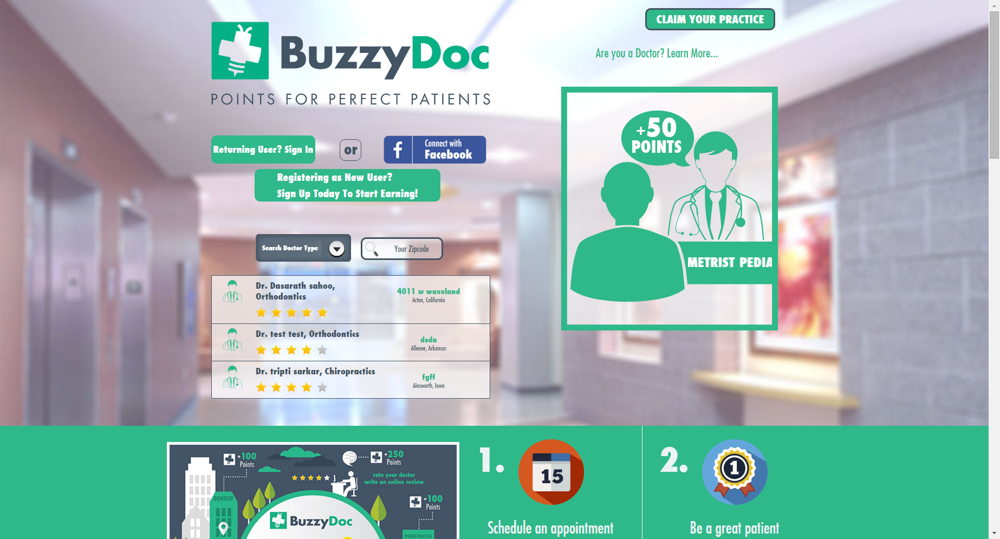 CLAIM YOUR PRACTICE
BuzzyDoc
Are you a Doctor? Learn More...
POINTS FOR PERFECT PATIENTS
+50
POINTS
Returning User? Sign In
or
Connect with
Facebook
Registering as New User?
Sign Up Today To Start Earning!
Search Doctor Type
Your Zipcode
METRIST PEDIA
Dr. Dasarath sahoo,
Orthodontics
4011 w waveland
Acton, California
Dr. test test, Orthodontics
dsda
Alleene, Arkansas
Dr. tripti sarkar, Chiropractics
fgff
Ainsworth, Iowa
+100
Points
+250
Points
rate your doctor
write an online review
DENTIST
+100
Points
BuzzyDoc
PEDIATRICIAN
1.
15
Schedule an appointment
2.
1
Be a great patient